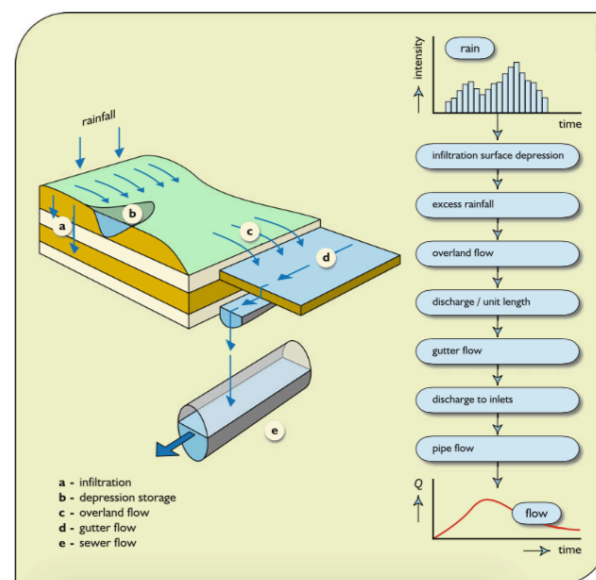 rainfall
a
b
c
d
e
a - infiltration
b - depression storage
c - overland flow
d - gutter flow
e - sewer flow
intensity
rain
time
infiltration surface depression
excess rainfall
overland flow
discharge / unit length
gutter flow
discharge to inlets
pipe flow
Q
flow
time